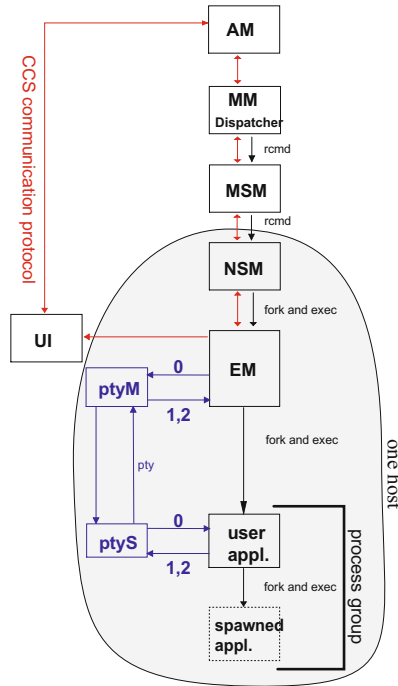 AM
CCS communication protocol
MM
Dispatcher
rcmd
MSM
rcmd
NSM
fork and exec
UI
EM
0
ptyM
1,2
fork and exec
one host
pty
0
user
appl.
ptyS
1,2
process group
fork and exec
spawned
appl.